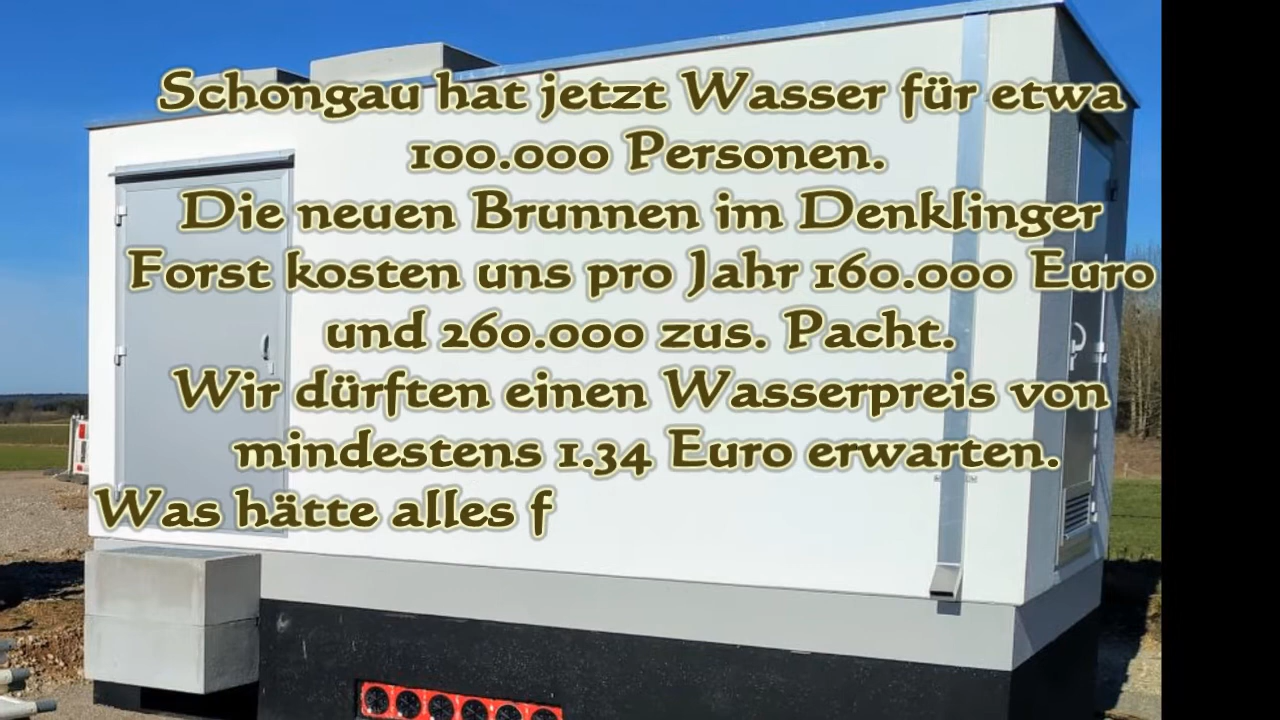 Schongau hat jetzt Wasser für etwa
100.000 Personen.
Die neuen Brunnen im Denklinger
Forst kosten uns pro Jahr 160.000 Euro
und 260.000 zus. Pacht.
Wir dürften einen Wasserpreis von
mindestens 1.34 Euro erwarten.
Was hätte alles f